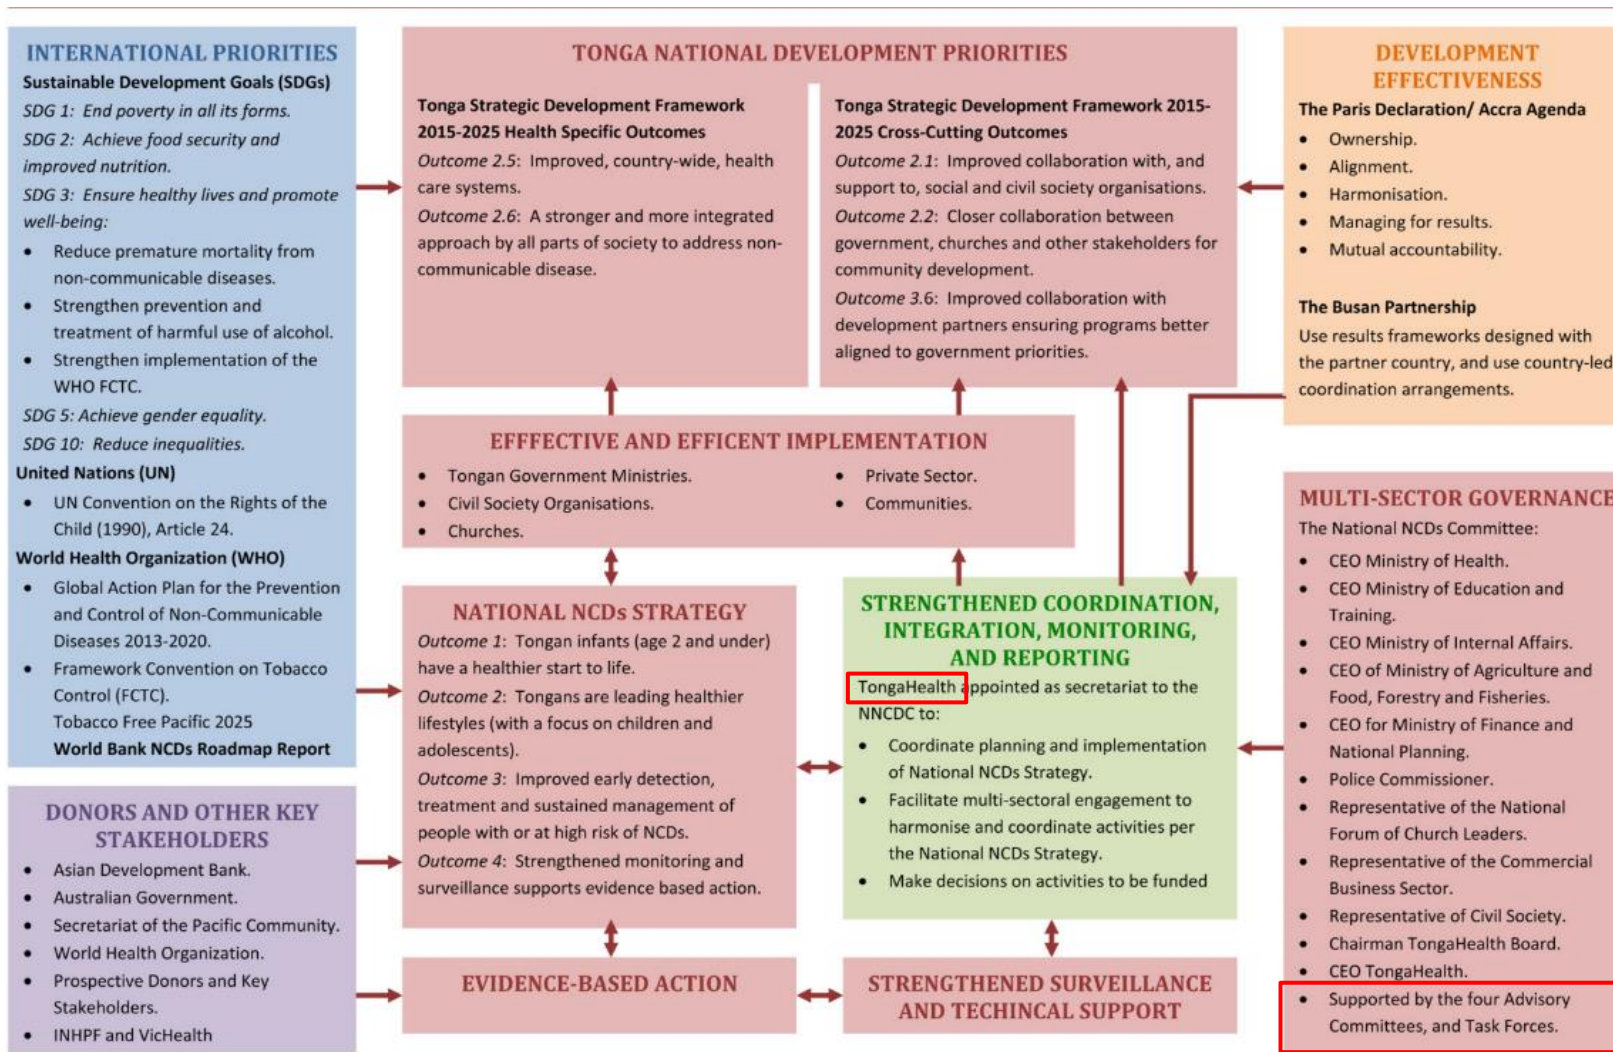 INTERNATIONAL PRIORITIES
Sustainable Development Goals (SDGs)
SDG 1: End poverty in all its forms.
SDG 2: Achieve food security and
improved nutrition.
SDG 3: Ensure healthy lives and promote
well-being:
• Reduce premature mortality from
non-communicable diseases.
• Strengthen prevention and
treatment of harmful use of alcohol.
• Strengthen implementation of the
WHO FCTC.
SDG 5: Achieve gender equality.
SDG 10: Reduce inequalities.
United Nations (UN)
• UN Convention on the Rights of the
Child (1990), Article 24.
World Health Organization (WHO)
• Global Action Plan for the Prevention
and Control of Non-Communicable
Diseases 2013-2020.
• Framework Convention on Tobacco
Control (FCTC).
Tobacco Free Pacific 2025
World Bank NCDs Roadmap Report
DONORS AND OTHER KEY
STAKEHOLDERS
• Asian Development Bank.
• Australian Government.
• Secretariat of the Pacific Community.
• World Health Organization.
• Prospective Donors and Key
Stakeholders.
• INHPF and VicHealth
TONGA NATIONAL DEVELOPMENT PRIORITIES
Tonga Strategic Development Framework
2015-2025 Health Specific Outcomes
Outcome 2.5: Improved, country-wide, health
care systems.
Outcome 2.6: A stronger and more integrated
approach by all parts of society to address non-
communicable disease.
Tonga Strategic Development Framework 2015-
2025 Cross-Cutting Outcomes
Outcome 2.1: Improved collaboration with, and
support to, social and civil society organisations.
Outcome 2.2: Closer collaboration between
government, churches and other stakeholders for
community development.
Outcome 3.6: Improved collaboration with
development partners ensuring programs better
aligned to government priorities.
EFFFECTIVE AND EFFICENT IMPLEMENTATION
• Tongan Government Ministries.
• Civil Society Organisations.
• Churches.
• Private Sector.
• Communities.
NATIONAL NCDs STRATEGY
Outcome 1: Tongan infants (age 2 and under)
have a healthier start to life.
Outcome 2: Tongans are leading healthier
lifestyles (with a focus on children and
adolescents).
Outcome 3: Improved early detection,
treatment and sustained management of
people with or at high risk of NCDs.
Outcome 4: Strengthened monitoring and
surveillance supports evidence based action.
STRENGTHENED COORDINATION,
INTEGRATION, MONITORING,
AND REPORTING
TongaHealth appointed as secretariat to the
NNCDC to:
• Coordinate planning and implementation
of National NCDs Strategy.
• Facilitate multi-sectoral engagement to
harmonise and coordinate activities per
the National NCDs Strategy.
• Make decisions on activities to be funded
EVIDENCE-BASED ACTION
STRENGTHENED SURVEILLANCE
AND TECHINCAL SUPPORT
DEVELOPMENT
EFFECTIVENESS
The Paris Declaration/ Accra Agenda
• Ownership.
• Alignment.
• Harmonisation.
• Managing for results.
• Mutual accountability.
The Busan Partnership
Use results frameworks designed with
the partner country, and use country-led
coordination arrangements.
MULTI-SECTOR GOVERNANCE
The National NCDs Committee:
• CEO Ministry of Health.
• CEO Ministry of Education and
Training.
• CEO Ministry of Internal Affairs.
• CEO of Ministry of Agriculture and
Food, Forestry and Fisheries.
• CEO for Ministry of Finance and
National Planning.
• Police Commissioner.
• Representative of the National
Forum of Church Leaders.
• Representative of the Commercial
Business Sector.
• Representative of Civil Society.
• Chairman TongaHealth Board.
• CEO TongaHealth.
• Supported by the four Advisory
Committees, and Task Forces.